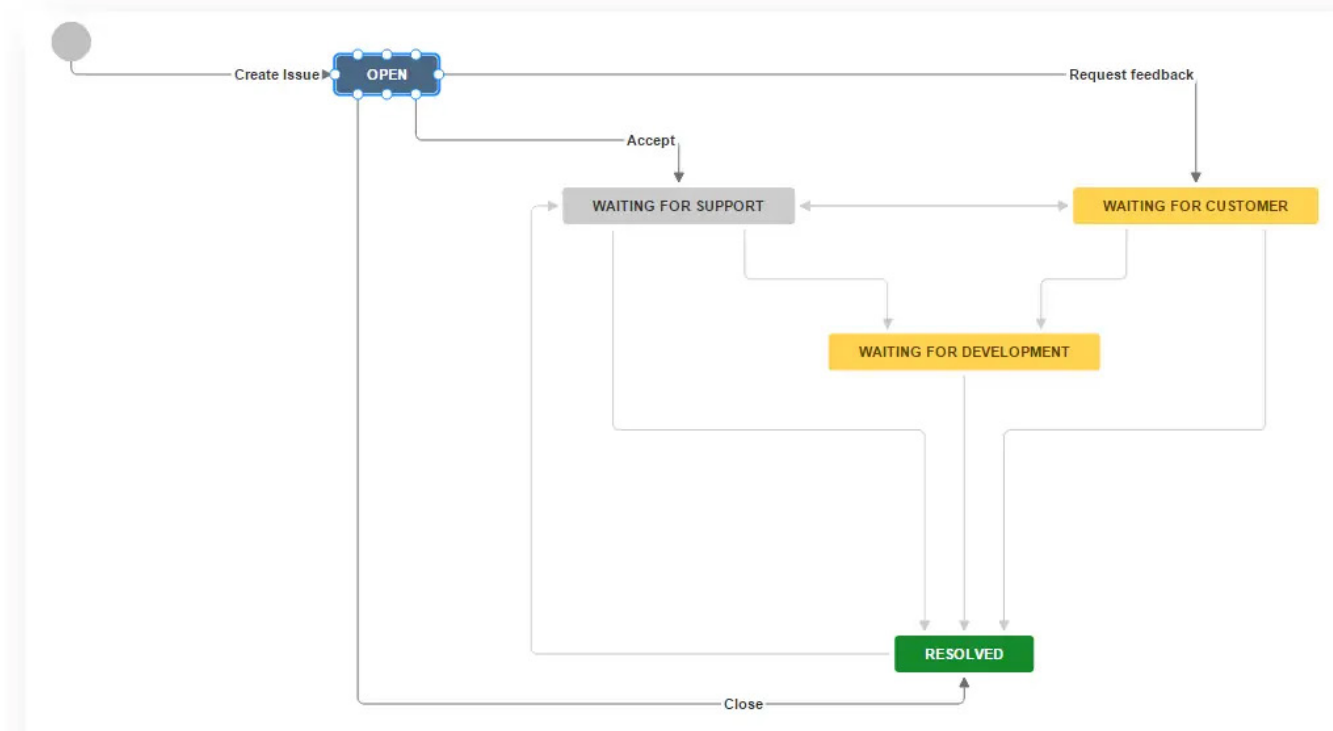 Create Issue
OPEN
Request feedback
Accept
WAITING FOR SUPPORT
WAITING FOR CUSTOMER
WAITING FOR DEVELOPMENT
RESOLVED
Close